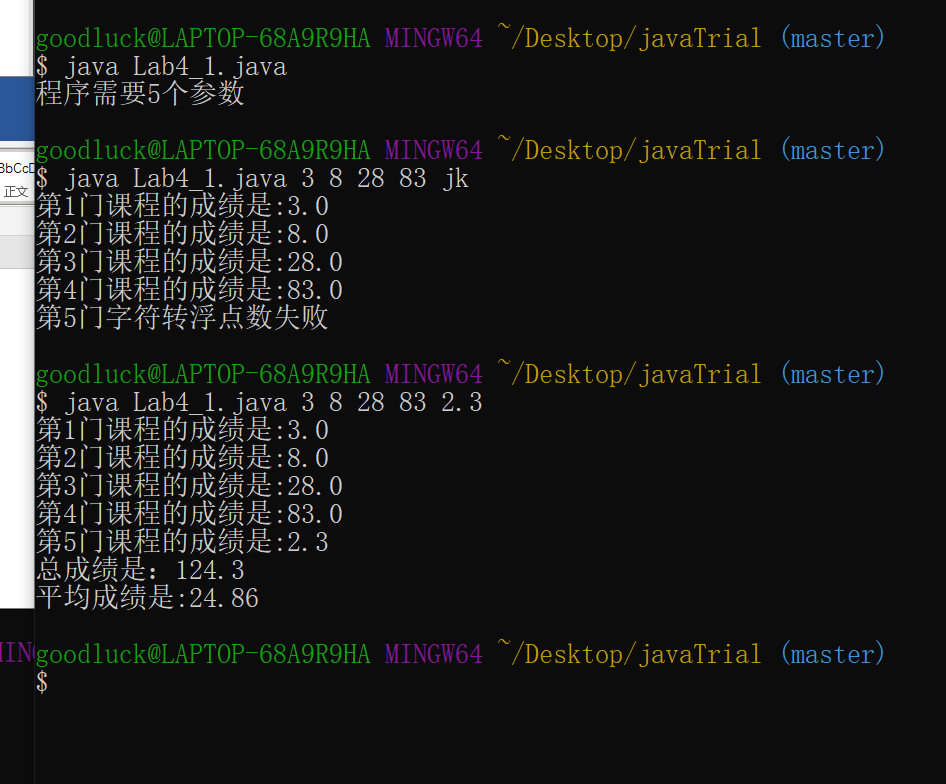 goodluck@LAPTOP-68A9R9HA MINGW64 ~/Desktop/javaTrial (master)
$ java Lab4_1.java
程序需要5个参数
goodluck@LAPTOP-68A9R9HA MINGW64 ~/Desktop/javaTrial (master)
$ java Lab4_1.java 3 8 28 83 jk
第1门课程的成绩是:3.0
第2门课程的成绩是:8.0
第3门课程的成绩是:28.0
第4门课程的成绩是:83.0
第5门字符转浮点数失败
goodluck@LAPTOP-68A9R9HA MINGW64 ~/Desktop/javaTrial (master)
$ java Lab4_1.java 3 8 28 83 2.3
第1门课程的成绩是:3.0
第2门课程的成绩是:8.0
第3门课程的成绩是:28.0
第4门课程的成绩是:83.0
第5门课程的成绩是:2.3
总成绩是：124.3
平均成绩是:24.86
goodluck@LAPTOP-68A9R9HA MINGW64 ~/Desktop/javaTrial (master)
$
正文